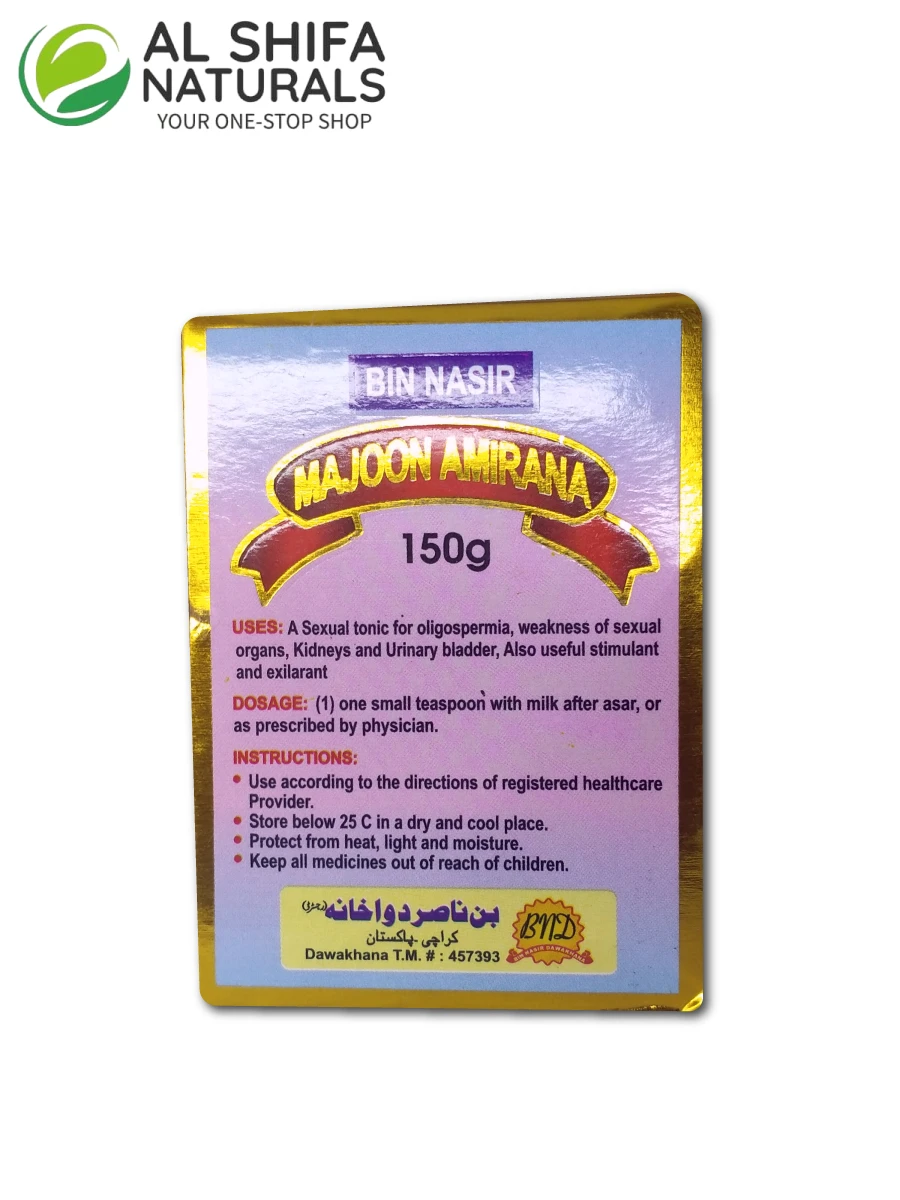 AL SHIFA
NATURALS
YOUR ONE-STOP SHOP
BIN NASIR
MAJOON AMIRANA
150g
USES: A Sexual tonic for oligospermia, weakness of sexual
organs, Kidneys and Urinary bladder, Also useful stimulant
and exilarant
DOSAGE: (1) one small teaspoon with milk after asar, or
as prescribed by physician.
INSTRUCTIONS:
• Use according to the directions of registered healthcare
Provider.
• Store below 25 C in a dry and cool place.
• Protect from heat, light and moisture.
• Keep all medicines out of reach of children.
بن ناصر دواخانہ (رجسٹرڈ)
کراچی - پاکستان
Dawakhana T.M. # : 457393
BND
BIN NASIR DAWAKHANA